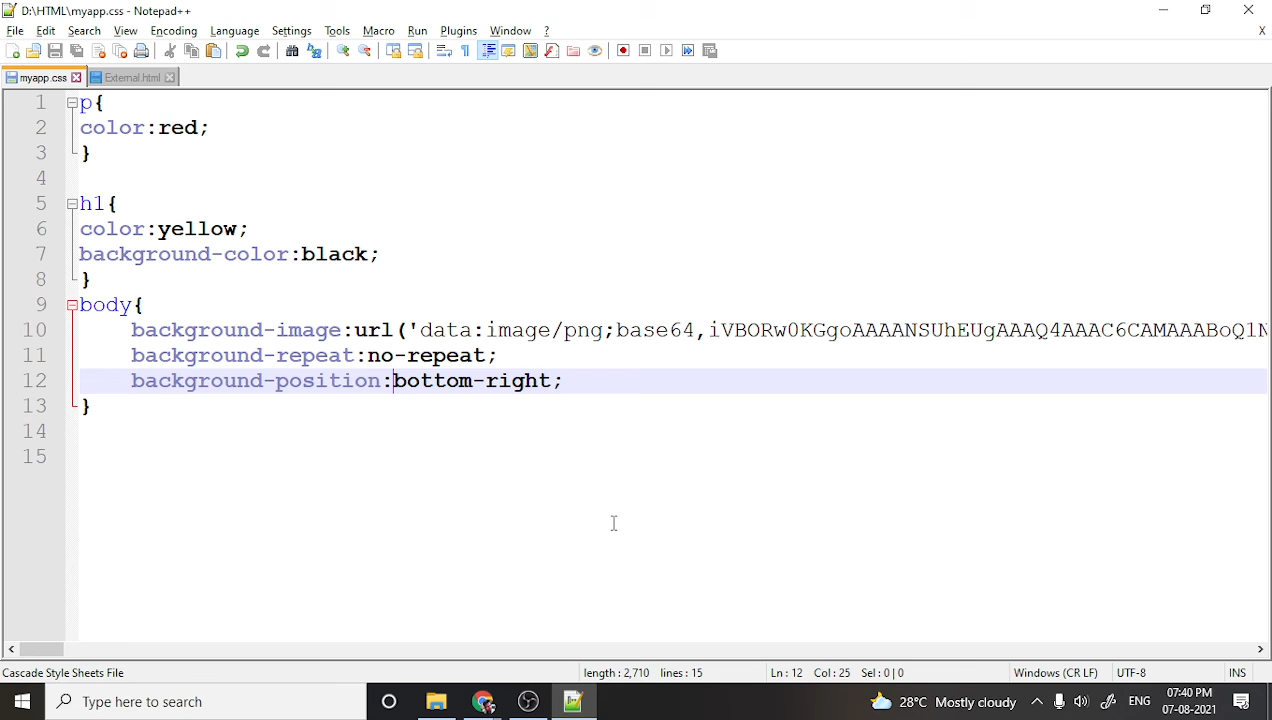 D:\HTML\myapp.css - Notepad++
File Edit Search View Encoding Language Settings Tools Macro Run Plugins Window ? X
myapp.css External.html
1 p{
2 color:red;
3 }
4
5 h1{
6 color:yellow;
7 background-color:black;
8 }
9 body{
10 background-image:url('data:image/png;base64,iVBORw0KGgoAAAANSUhEUgAAAQ4AAAC6CAMAAABoQ1N
11 background-repeat:no-repeat;
12 background-position:bottom-right;
13 }
14
15
Cascade Style Sheets File length : 2,710 lines : 15 Ln : 12 Col : 25 Sel : 0 | 0 Windows (CR LF) UTF-8 INS
Type here to search 28°C Mostly cloudy ENG 07:40 PM
07-08-2021